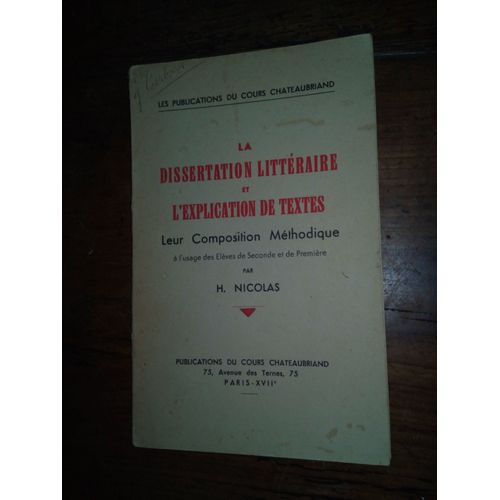 LES PUBLICATIONS DU COURS CHATEAUBRIAND
LA
DISSERTATION LITTÉRAIRE
ET
L'EXPLICATION DE TEXTES
Leur Composition Méthodique
à l'usage des Elèves de Seconde et de Première
PAR
H. NICOLAS
PUBLICATIONS DU COURS CHATEAUBRIAND
75, Avenue des Ternes, 75
PARIS-XVIIe